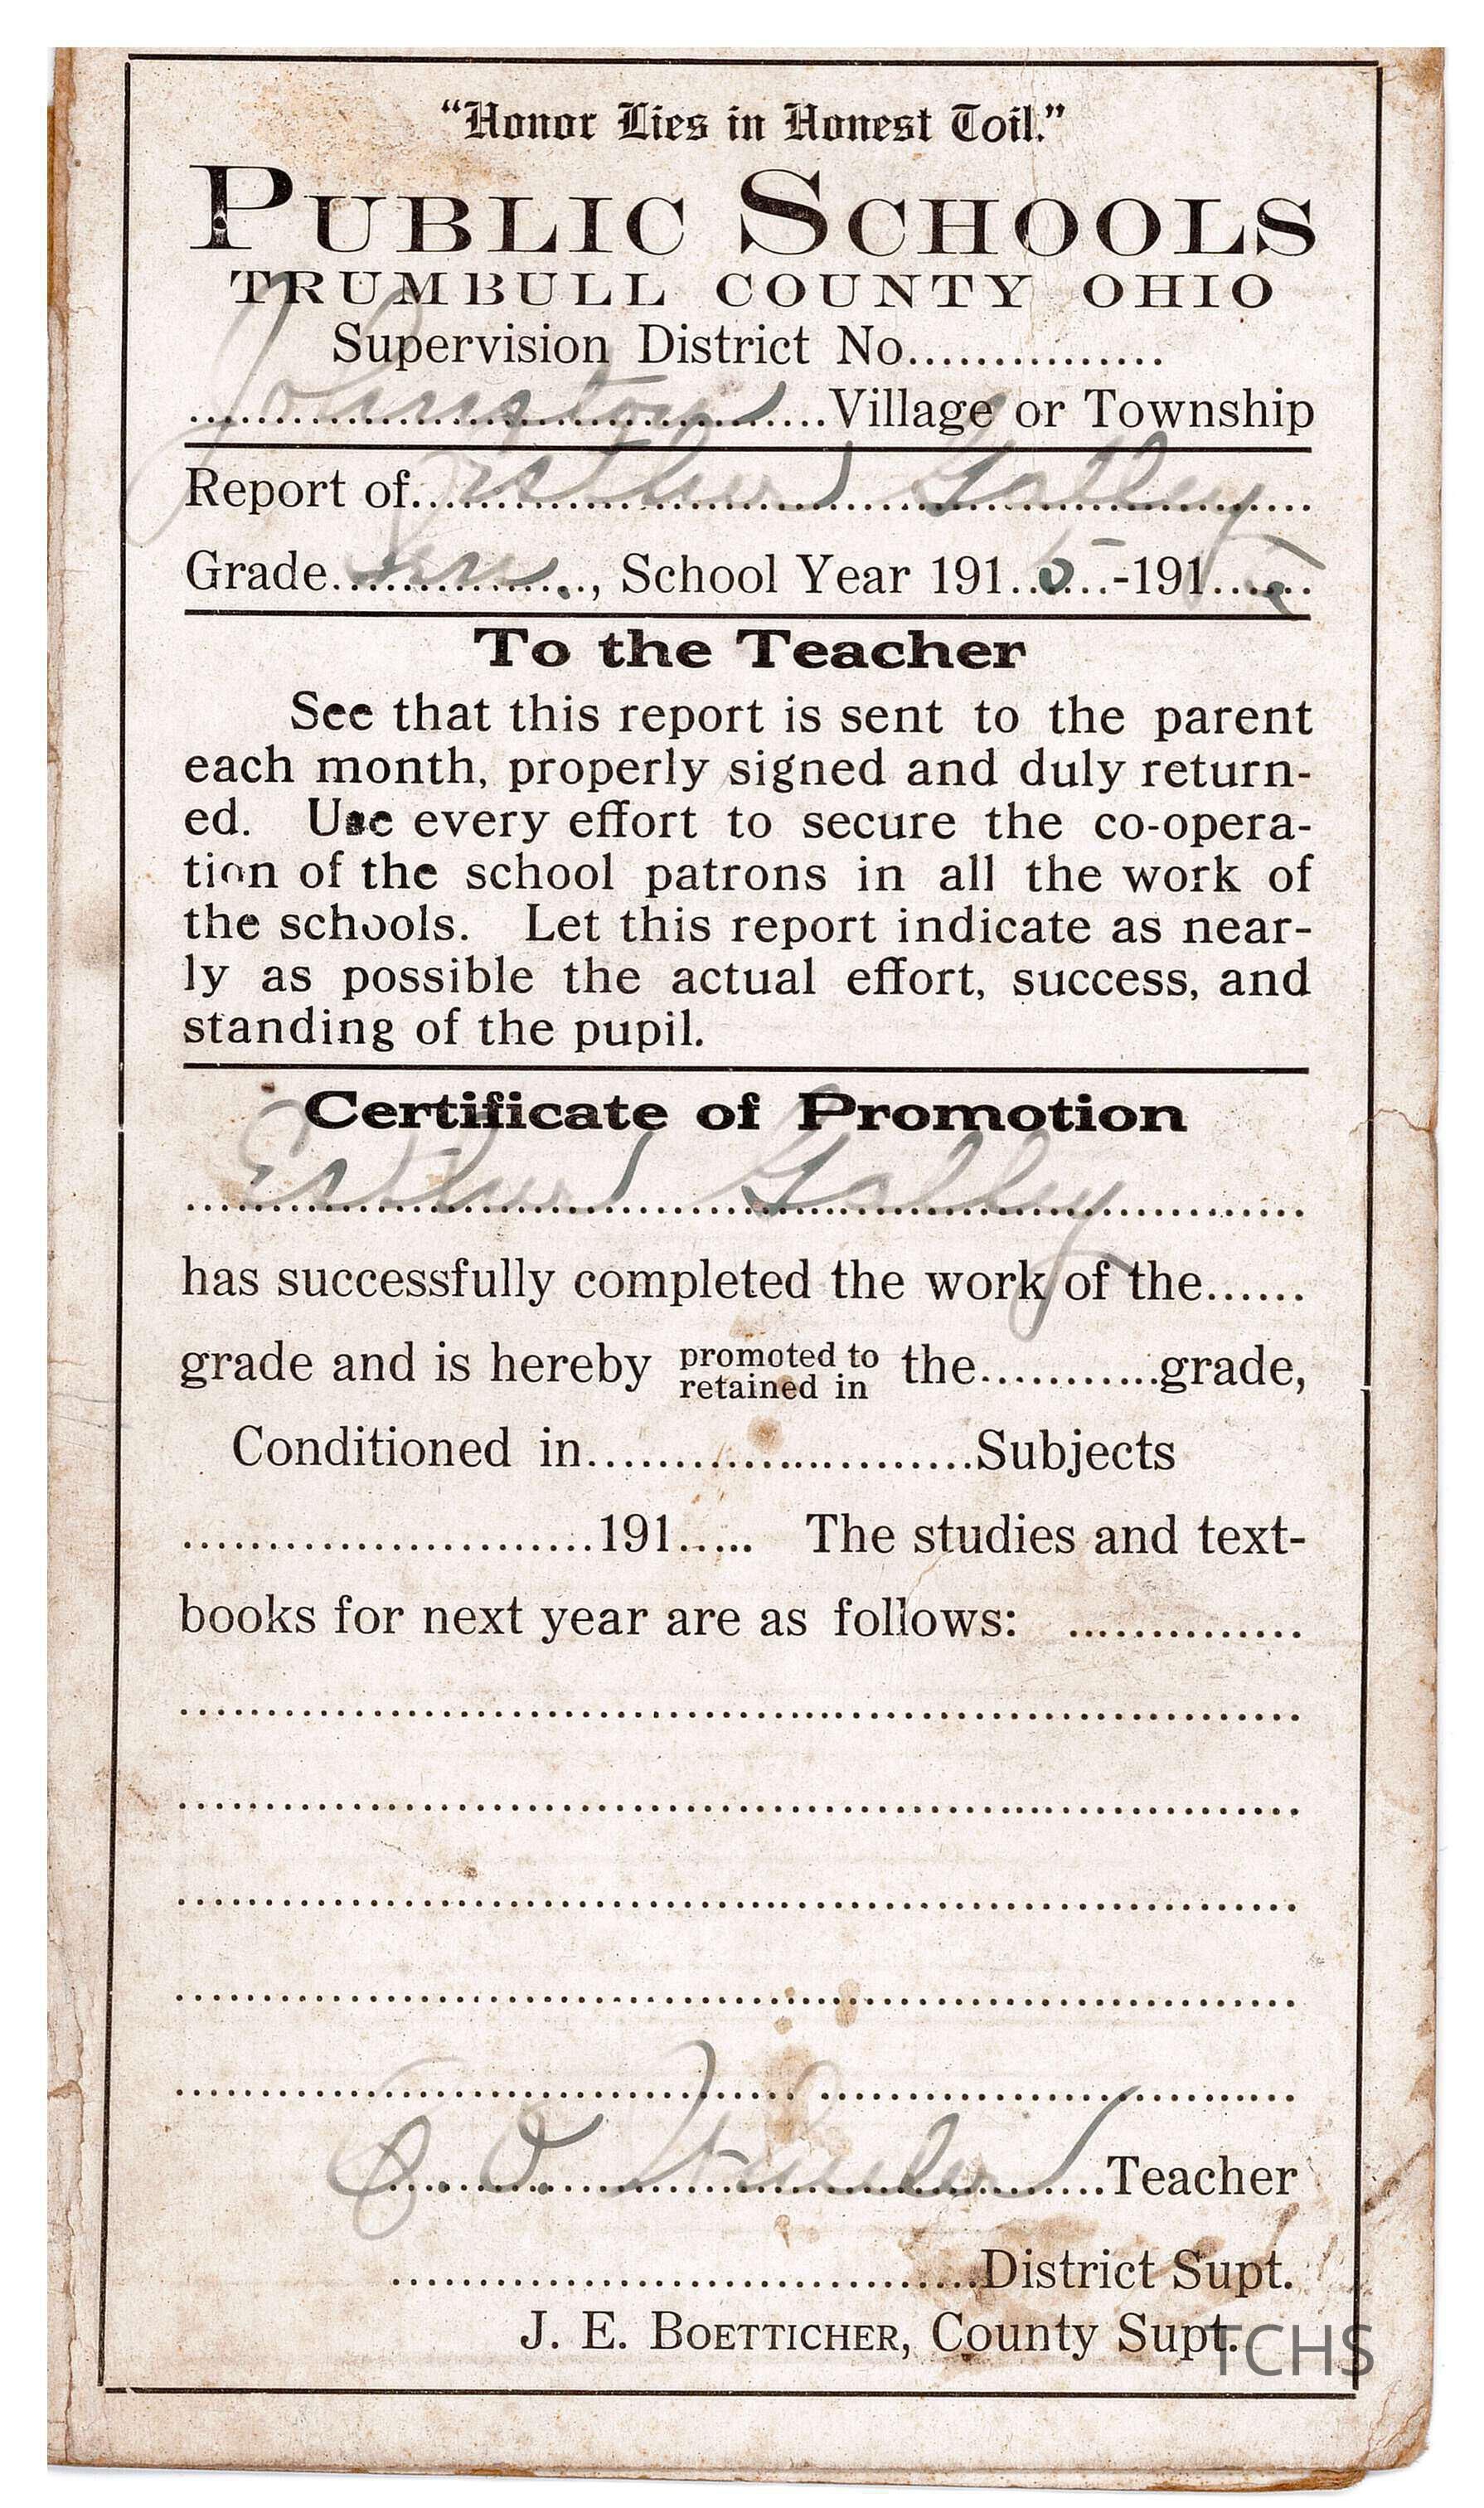 "Honor Lies in Honest Toil."
PUBLIC SCHOOLS
TRUMBULL COUNTY OHIO
Supervision District No...............
Johnston Village or Township
Report of Esther
Grade Sen., School Year 1915-191
To the Teacher
See that this report is sent to the parent
each month, properly signed and duly return-
ed. Use every effort to secure the co-opera-
tion of the school patrons in all the work of
the schools. Let this report indicate as near-
ly as possible the actual effort, success, and
standing of the pupil.
Certificate of Promotion
Esther
has successfully completed the work of the......
grade and is hereby promoted to the............grade,
retained in
Conditioned in........................Subjects
........................191...... The studies and text-
books for next year are as follows: ..............
Teacher
District Supt.
J. E. BOETTICHER, County Supt.
TCHS